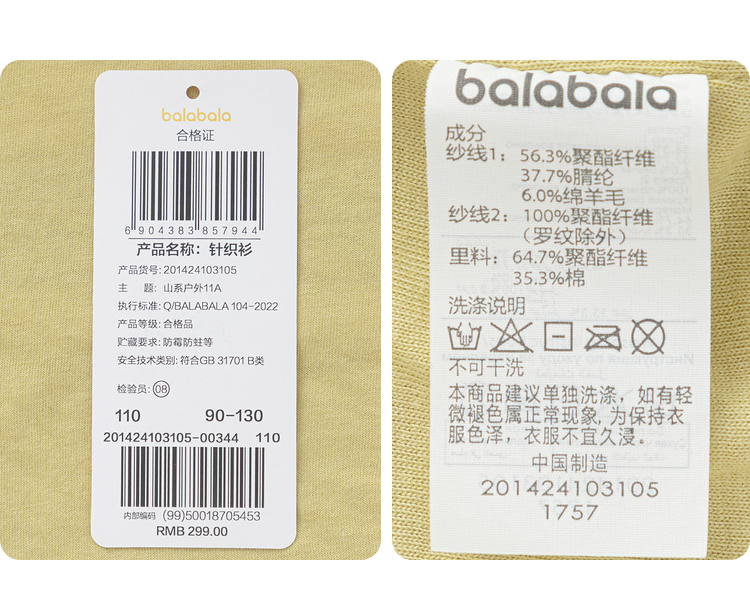 balabala
合格证
6 904383 857944
产品名称：针织衫
产品货号：201424103105
主 题：山系户外11A
执行标准：Q/BALABALA 104-2022
产品等级：合格品
贮藏要求：防霉防蛀等
安全技术类别：符合GB 31701 B类
检验员：08
110 90-130
201424103105-00344 110
内部编码 (99)50018705453
RMB 299.00
balabala
成分
纱线1：56.3%聚酯纤维
37.7%腈纶
6.0%绵羊毛
纱线2：100%聚酯纤维
（罗纹除外）
里料：64.7%聚酯纤维
35.3%棉
洗涤说明
不可干洗
本商品建议单独洗涤，如有轻
微褪色属正常现象，为保持衣
服色泽，衣服不宜久浸。
中国制造
201424103105
1757